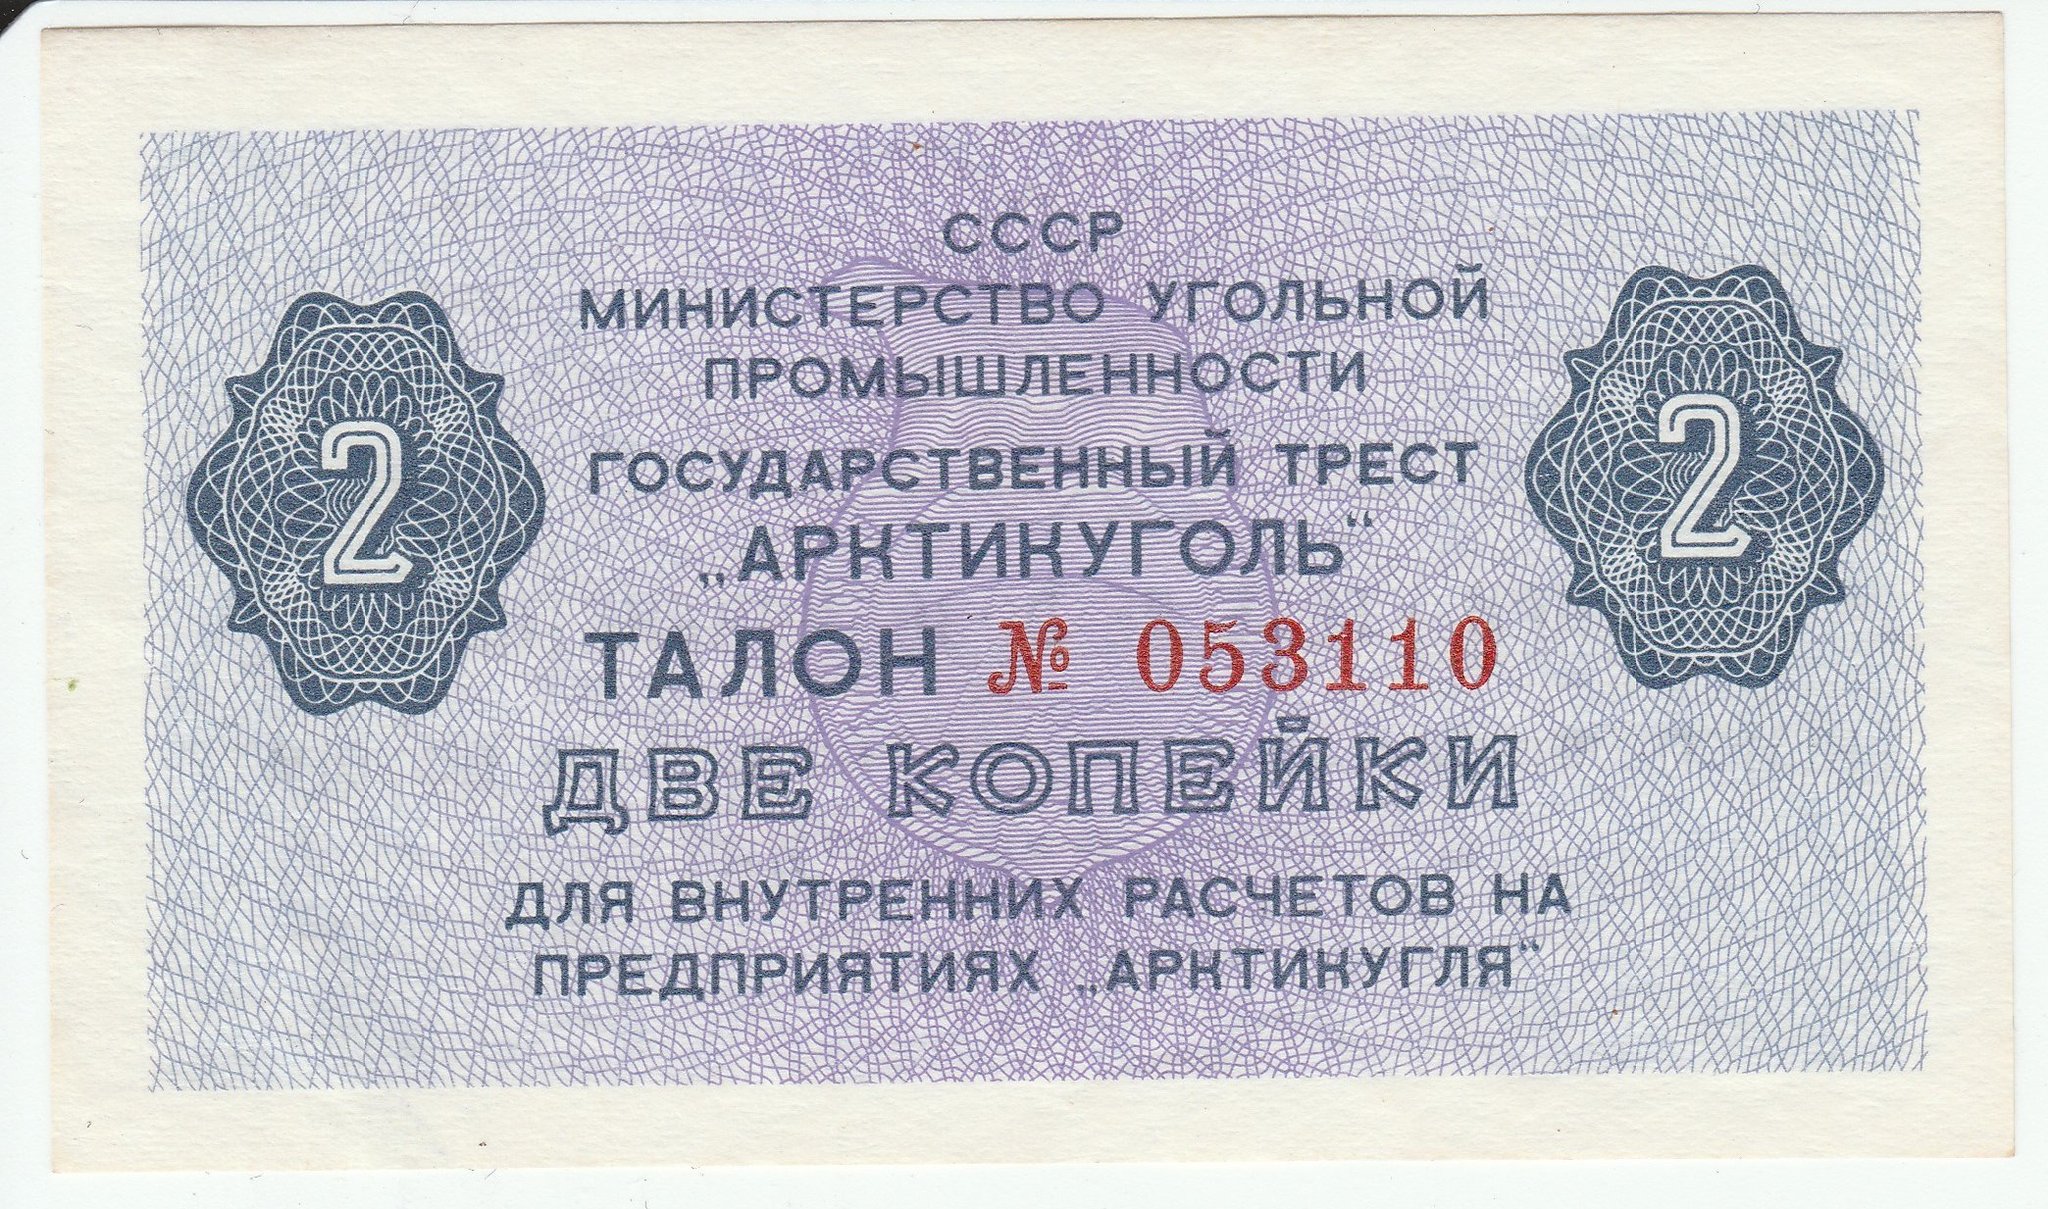 СССР
МИНИСТЕРСТВО УГОЛЬНОЙ
ПРОМЫШЛЕННОСТИ
ГОСУДАРСТВЕННЫЙ ТРЕСТ
„АРКТИКУГОЛЬ“
2
2
ТАЛОН № 053110
ДВЕ КОПЕЙКИ
ДЛЯ ВНУТРЕННИХ РАСЧЕТОВ НА
ПРЕДПРИЯТИЯХ „АРКТИКУГЛЯ“